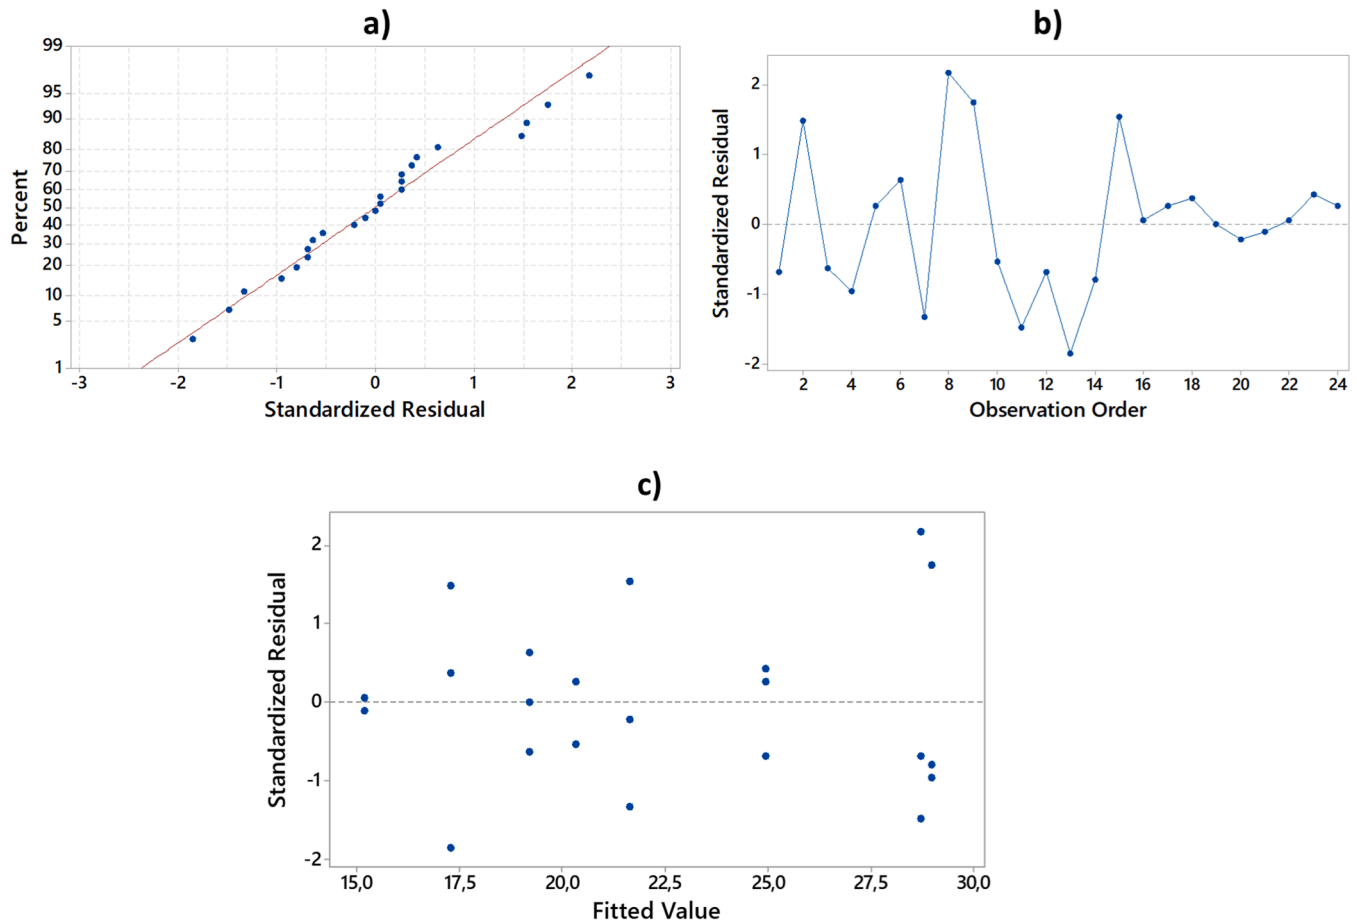 a)
99
95
90
80
70
60
50
40
30
20
10
5
1
Percent
-3 -2 -1 0 1 2 3
Standardized Residual
b)
2
1
0
-1
-2
Standardized Residual
2 4 6 8 10 12 14 16 18 20 22 24
Observation Order
c)
2
1
0
-1
-2
Standardized Residual
15,0 17,5 20,0 22,5 25,0 27,5 30,0
Fitted Value